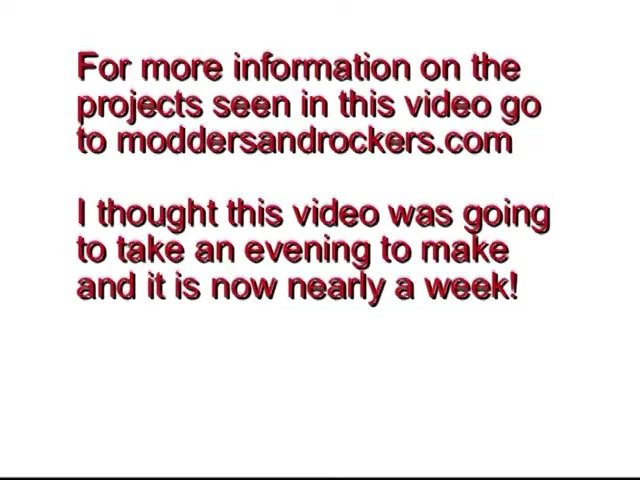 For more information on the
projects seen in this video go
to moddersandrockers.com
I thought this video was going
to take an evening to make
and it is now nearly a week!